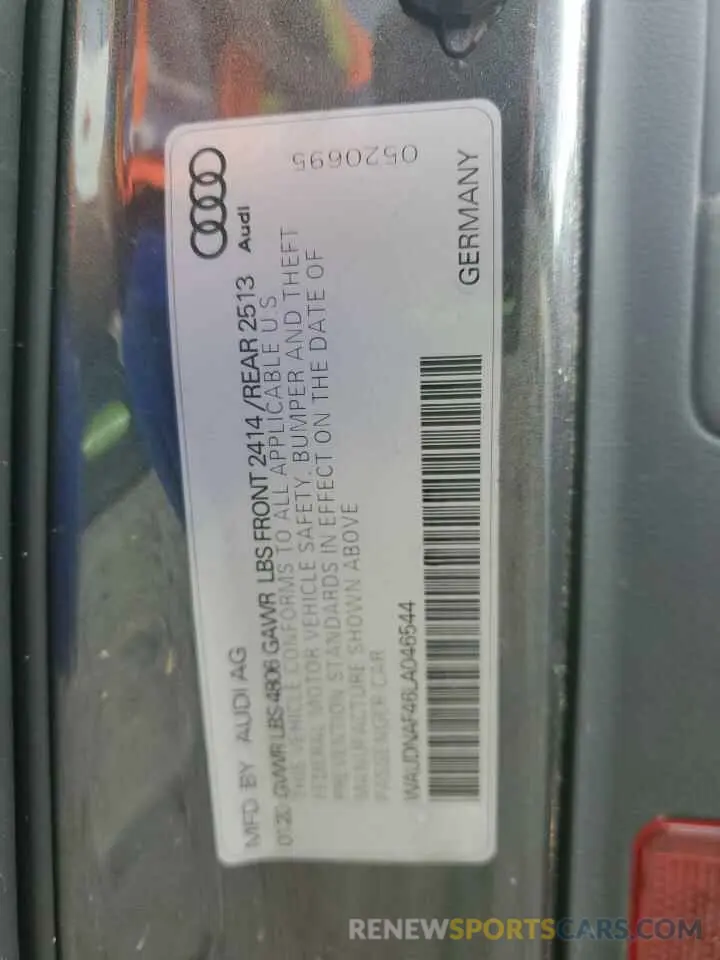 MFD BY AUDI AG
01.20 GVWR LBS 4806 GAWR LBS FRONT 2414 / REAR 2513
Audi
THIS VEHICLE CONFORMS TO ALL APPLICABLE U.S
FEDERAL MOTOR VEHICLE SAFETY, BUMPER AND THEFT
PREVENTION STANDARDS IN EFFECT ON THE DATE OF
MANUFACTURE SHOWN ABOVE
PASSENGER CAR
0520695
WAUDNAF46LA046544
GERMANY
RENEWSPORTSCARS.COM